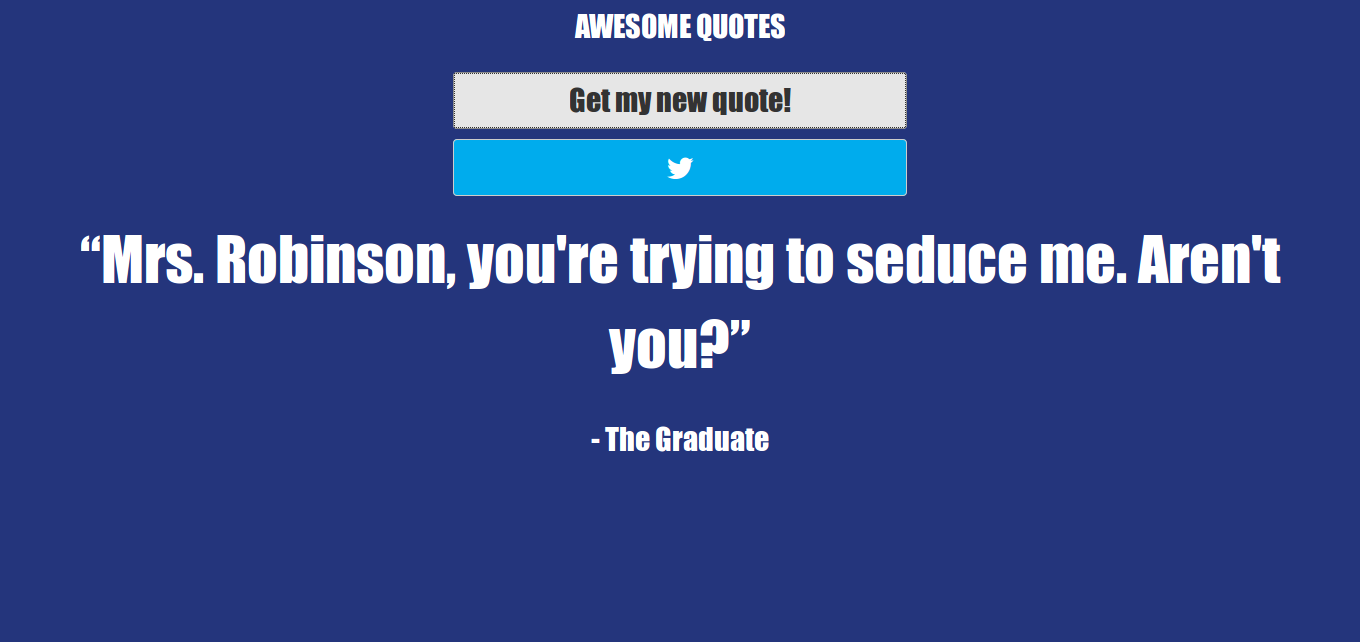 AWESOME QUOTES
Get my new quote!
“Mrs. Robinson, you're trying to seduce me. Aren't
you?”
- The Graduate